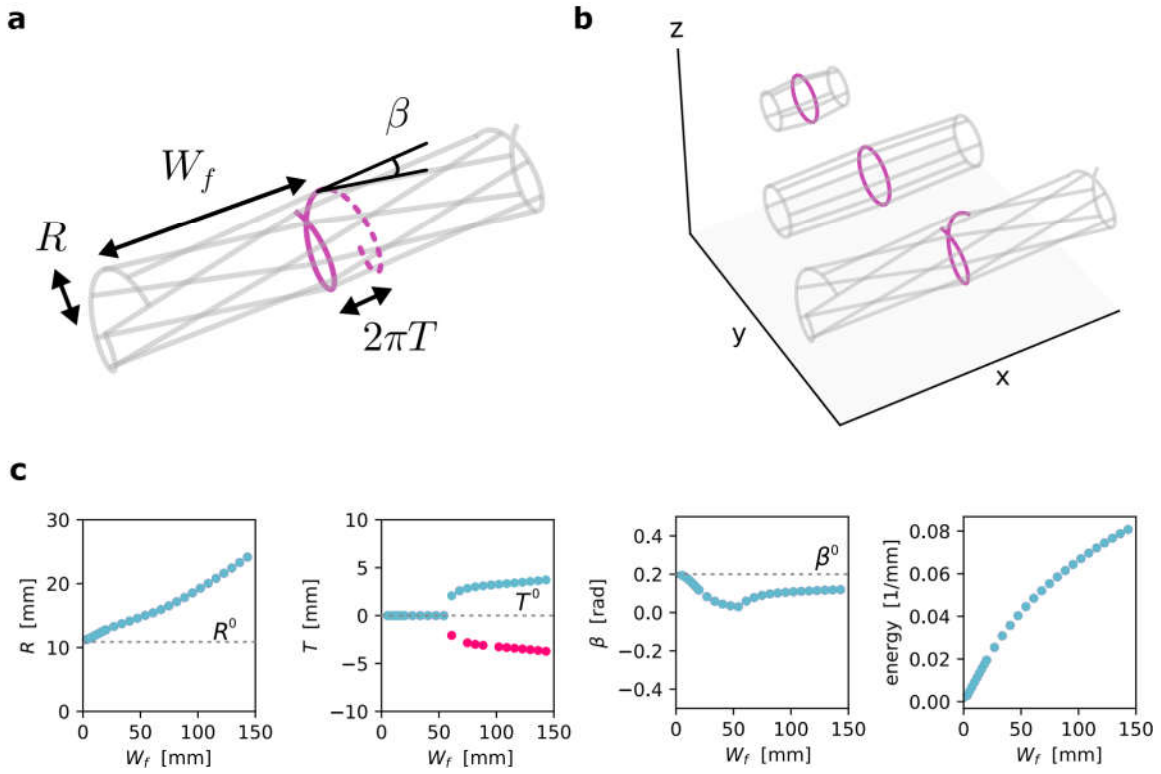 a
b
W_f
β
R
2πT
z
y
x
c
30
20
10
0
R [mm]
R⁰
0
50
100
150
W_f [mm]
10
5
0
−5
−10
T [mm]
T⁰
0
50
100
150
W_f [mm]
0.4
0.2
0.0
−0.2
−0.4
β [rad]
β⁰
0
50
100
150
W_f [mm]
0.08
0.06
0.04
0.02
0.00
energy [1/mm]
0
50
100
150
W_f [mm]